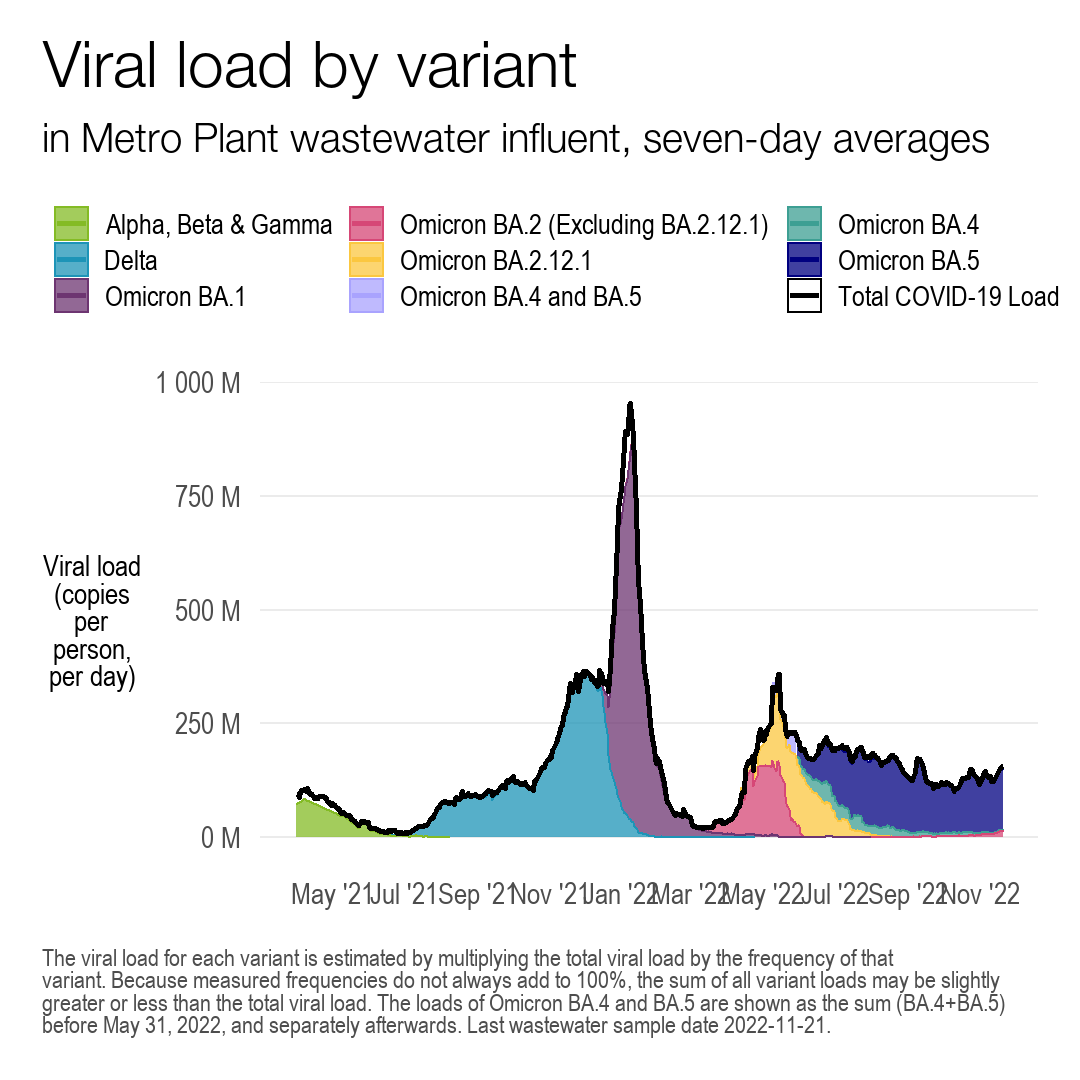 Viral load by variant
in Metro Plant wastewater influent, seven-day averages
Alpha, Beta & Gamma
Delta
Omicron BA.1
Omicron BA.2 (Excluding BA.2.12.1)
Omicron BA.2.12.1
Omicron BA.4 and BA.5
Omicron BA.4
Omicron BA.5
Total COVID-19 Load
1 000 M
750 M
500 M
250 M
0 M
Viral load
(copies
per
person,
per day)
May '21 Jul '21 Sep '21 Nov '21 Jan '22 Mar '22 May '22 Jul '22 Sep '22 Nov '22
The viral load for each variant is estimated by multiplying the total viral load by the frequency of that
variant. Because measured frequencies do not always add to 100%, the sum of all variant loads may be slightly
greater or less than the total viral load. The loads of Omicron BA.4 and BA.5 are shown as the sum (BA.4+BA.5)
before May 31, 2022, and separately afterwards. Last wastewater sample date 2022-11-21.